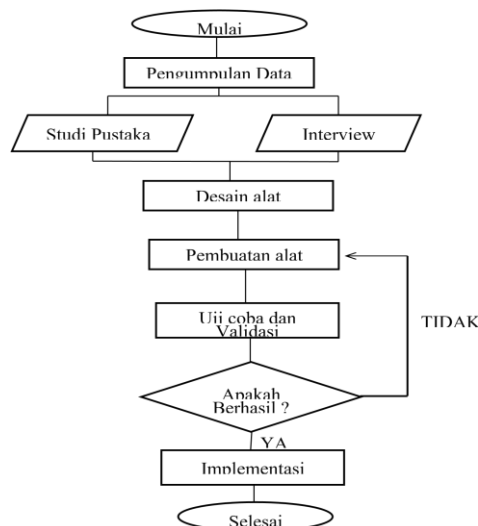 Mulai
Pengumpulan Data
Studi Pustaka
Interview
Desain alat
Pembuatan alat
Uji coba dan
Validasi
TIDAK
Apakah
Berhasil ?
YA
Implementasi
Selesai